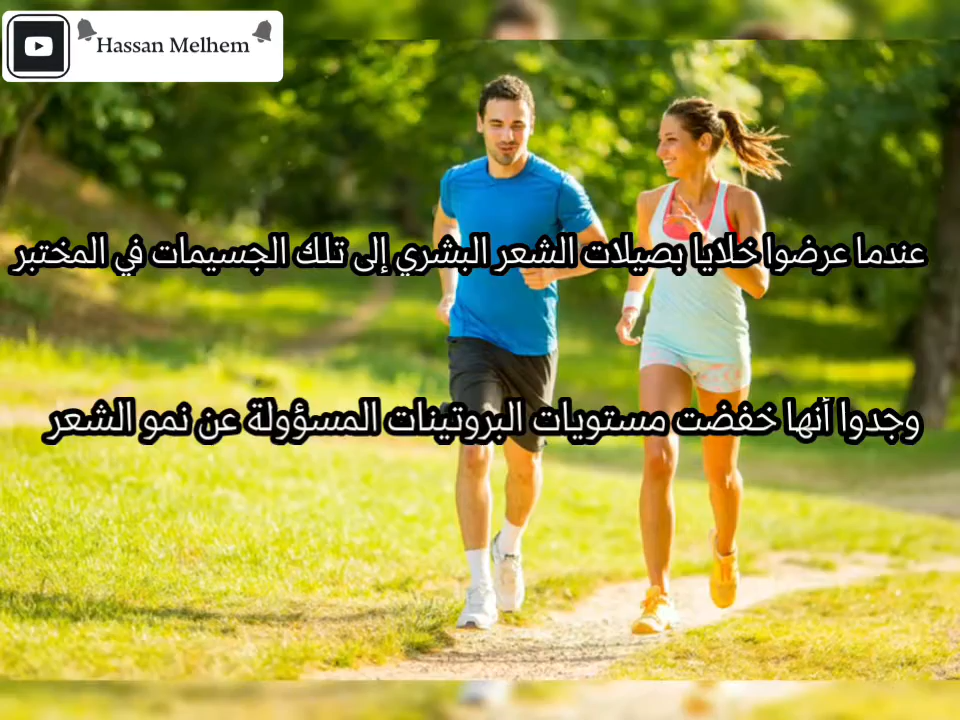 Hassan Melhem
عندما عرضوا خلايا بصيلات الشعر البشري إلى تلك الجسيمات في المختبر
وجدوا أنها خفضت مستويات البروتينات المسؤولة عن نمو الشعر